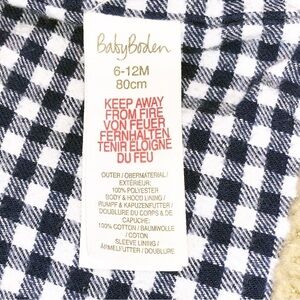 BabyBoden
6-12M
80cm
KEEP AWAY
FROM FIRE
VON FEUER
FERNHALTEN
TENIR ELOIGNE
DU FEU
OUTER / OBERMATERIAL /
EXTÉRIEUR:
100% POLYESTER
BODY & HOOD LINING /
RUMPF & KAPUZENFUTTER /
DOUBLURE DU CORPS & DE
CAPUCHE:
100% COTTON / BAUMWOLLE
/ COTON
SLEEVE LINING /
ÄRMELFUTTER / DOUBLURE